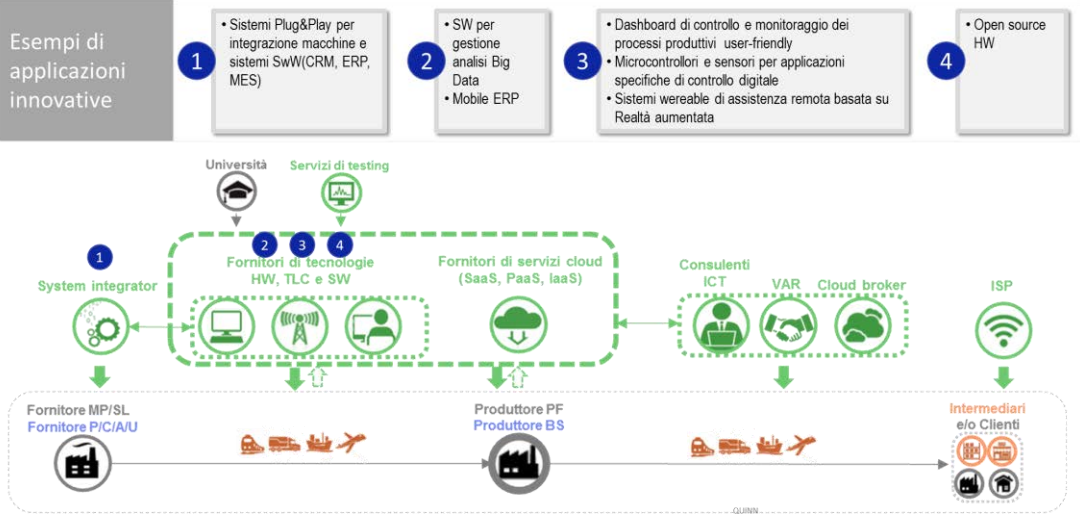 Esempi di
applicazioni
innovative
1
• Sistemi Plug&Play per
integrazione macchine e
sistemi SwW(CRM, ERP,
MES)
2
• SW per
gestione
analisi Big
Data
• Mobile ERP
3
• Dashboard di controllo e monitoraggio dei
processi produttivi user-friendly
• Microcontrollori e sensori per applicazioni
specifiche di controllo digitale
• Sistemi wereable di assistenza remota basata su
Realtà aumentata
4
• Open source
HW
Università
Servizi di testing
1
System integrator
2 3 4
Fornitori di tecnologie
HW, TLC e SW
Fornitori di servizi cloud
(SaaS, PaaS, IaaS)
Consulenti
ICT
VAR
Cloud broker
ISP
Fornitore MP/SL
Fornitore P/C/A/U
Produttore PF
Produttore BS
Intermediari
e/o Clienti
QUINN